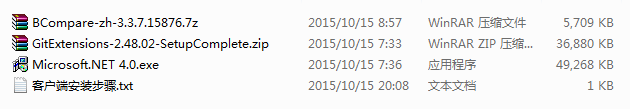 BCompare-zh-3.3.7.15876.7z 2015/10/15 8:57 WinRAR 压缩文件 5,709 KB
GitExtensions-2.48.02-SetupComplete.zip 2015/10/15 7:33 WinRAR ZIP 压缩... 36,880 KB
Microsoft.NET 4.0.exe 2015/10/15 7:36 应用程序 49,268 KB
客户端安装步骤.txt 2015/10/15 20:08 文本文档 1 KB